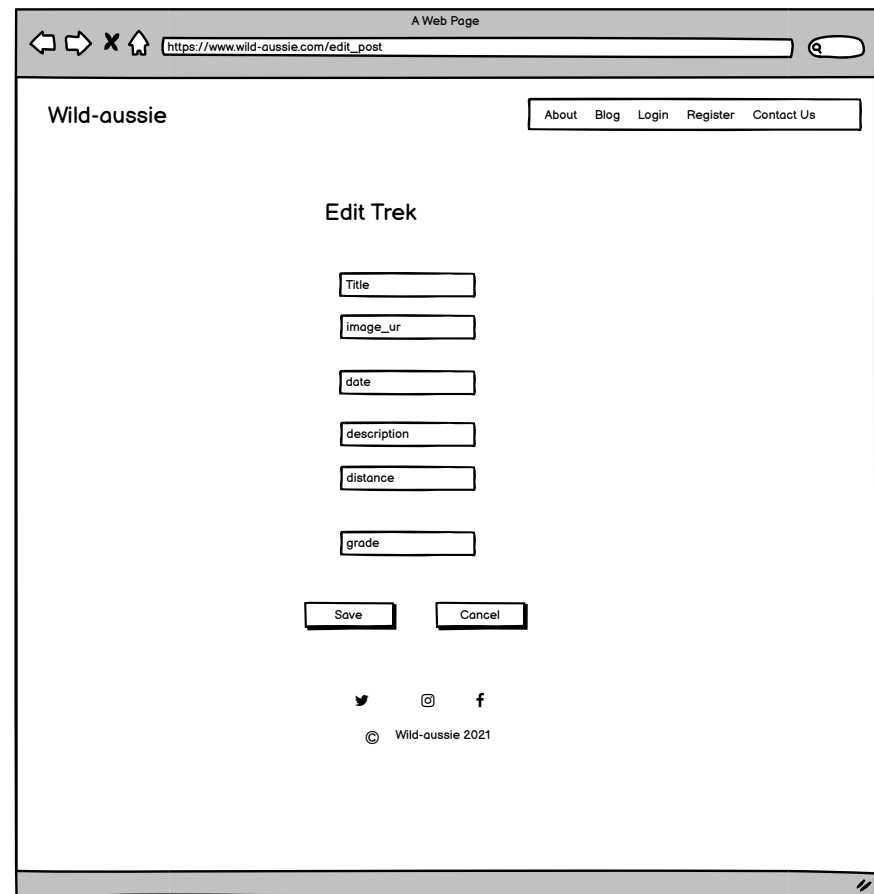 A Web Page
https://www.wild-aussie.com/edit_post
Wild-aussie
About Blog Login Register Contact Us
Edit Trek
Title
image_ur
date
description
distance
grade
Save Cancel
© Wild-aussie 2021